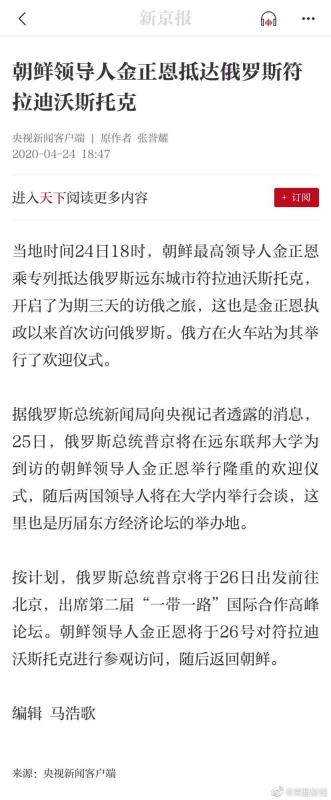 新京报
朝鲜领导人金正恩抵达俄罗斯符
拉迪沃斯托克
央视新闻客户端 | 原作者 张誉耀
2020-04-24 18:47
进入天下阅读更多内容
+ 订阅
当地时间24日18时，朝鲜最高领导人金正恩
乘专列抵达俄罗斯远东城市符拉迪沃斯托克，
开启了为期三天的访俄之旅，这也是金正恩执
政以来首次访问俄罗斯。俄方在火车站为其举
行了欢迎仪式。
据俄罗斯总统新闻局向央视记者透露的消息，
25日，俄罗斯总统普京将在远东联邦大学为
到访的朝鲜领导人金正恩举行隆重的欢迎仪
式，随后两国领导人将在大学内举行会谈，这
里也是历届东方经济论坛的举办地。
按计划，俄罗斯总统普京将于26日出发前往
北京，出席第二届“一带一路”国际合作高峰
论坛。朝鲜领导人金正恩将于26号对符拉迪
沃斯托克进行参观访问，随后返回朝鲜。
编辑 马浩歌
来源：央视新闻客户端